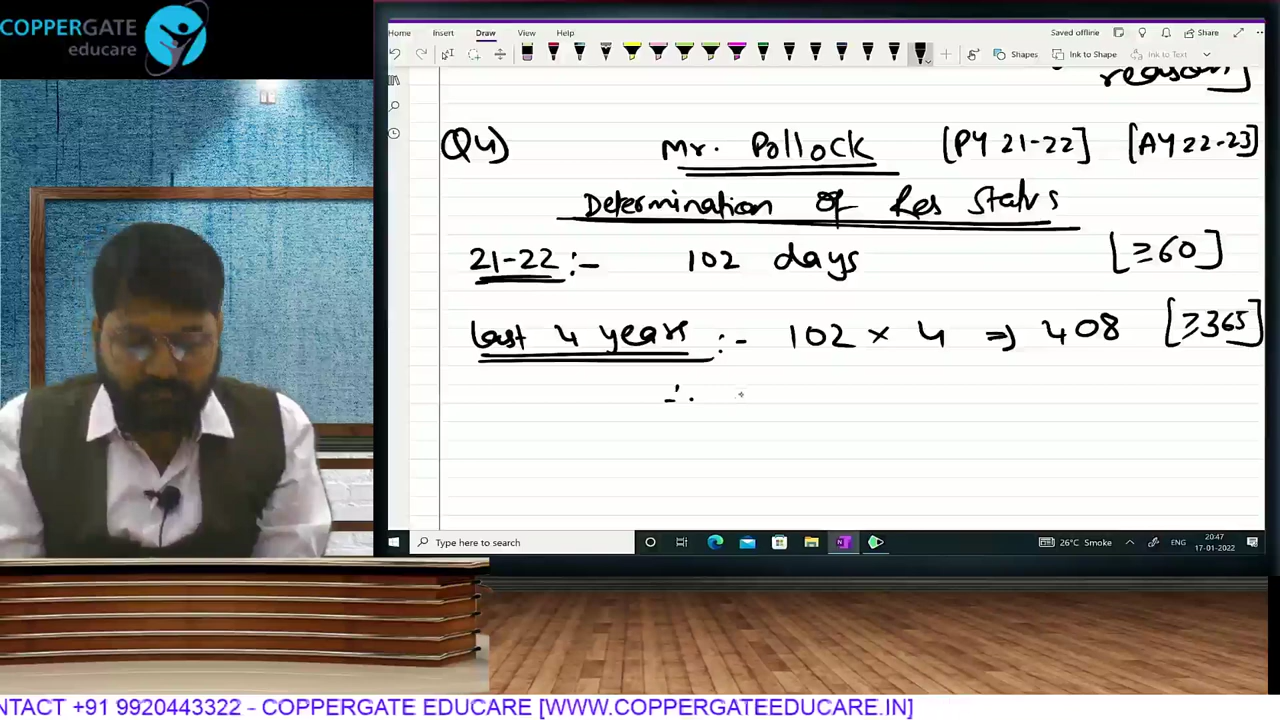 COPPERGATE
educare
Home Insert Draw View Help
Saved offline
Share
Shapes
Ink to Shape
Ink to Text
reason]
Q4) Mr. Pollock [PY 21-22] [AY 22-23]
Determination of Res Status
21-22 :- 102 days [≥60]
last 4 years :- 102 × 4 ⇒ 408 [≥365]
∴
Type here to search
26°C Smoke
ENG
20:47
17-01-2022
NTACT +91 9920443322 - COPPERGATE EDUCARE [WWW.COPPERGATEEDUCARE.IN]